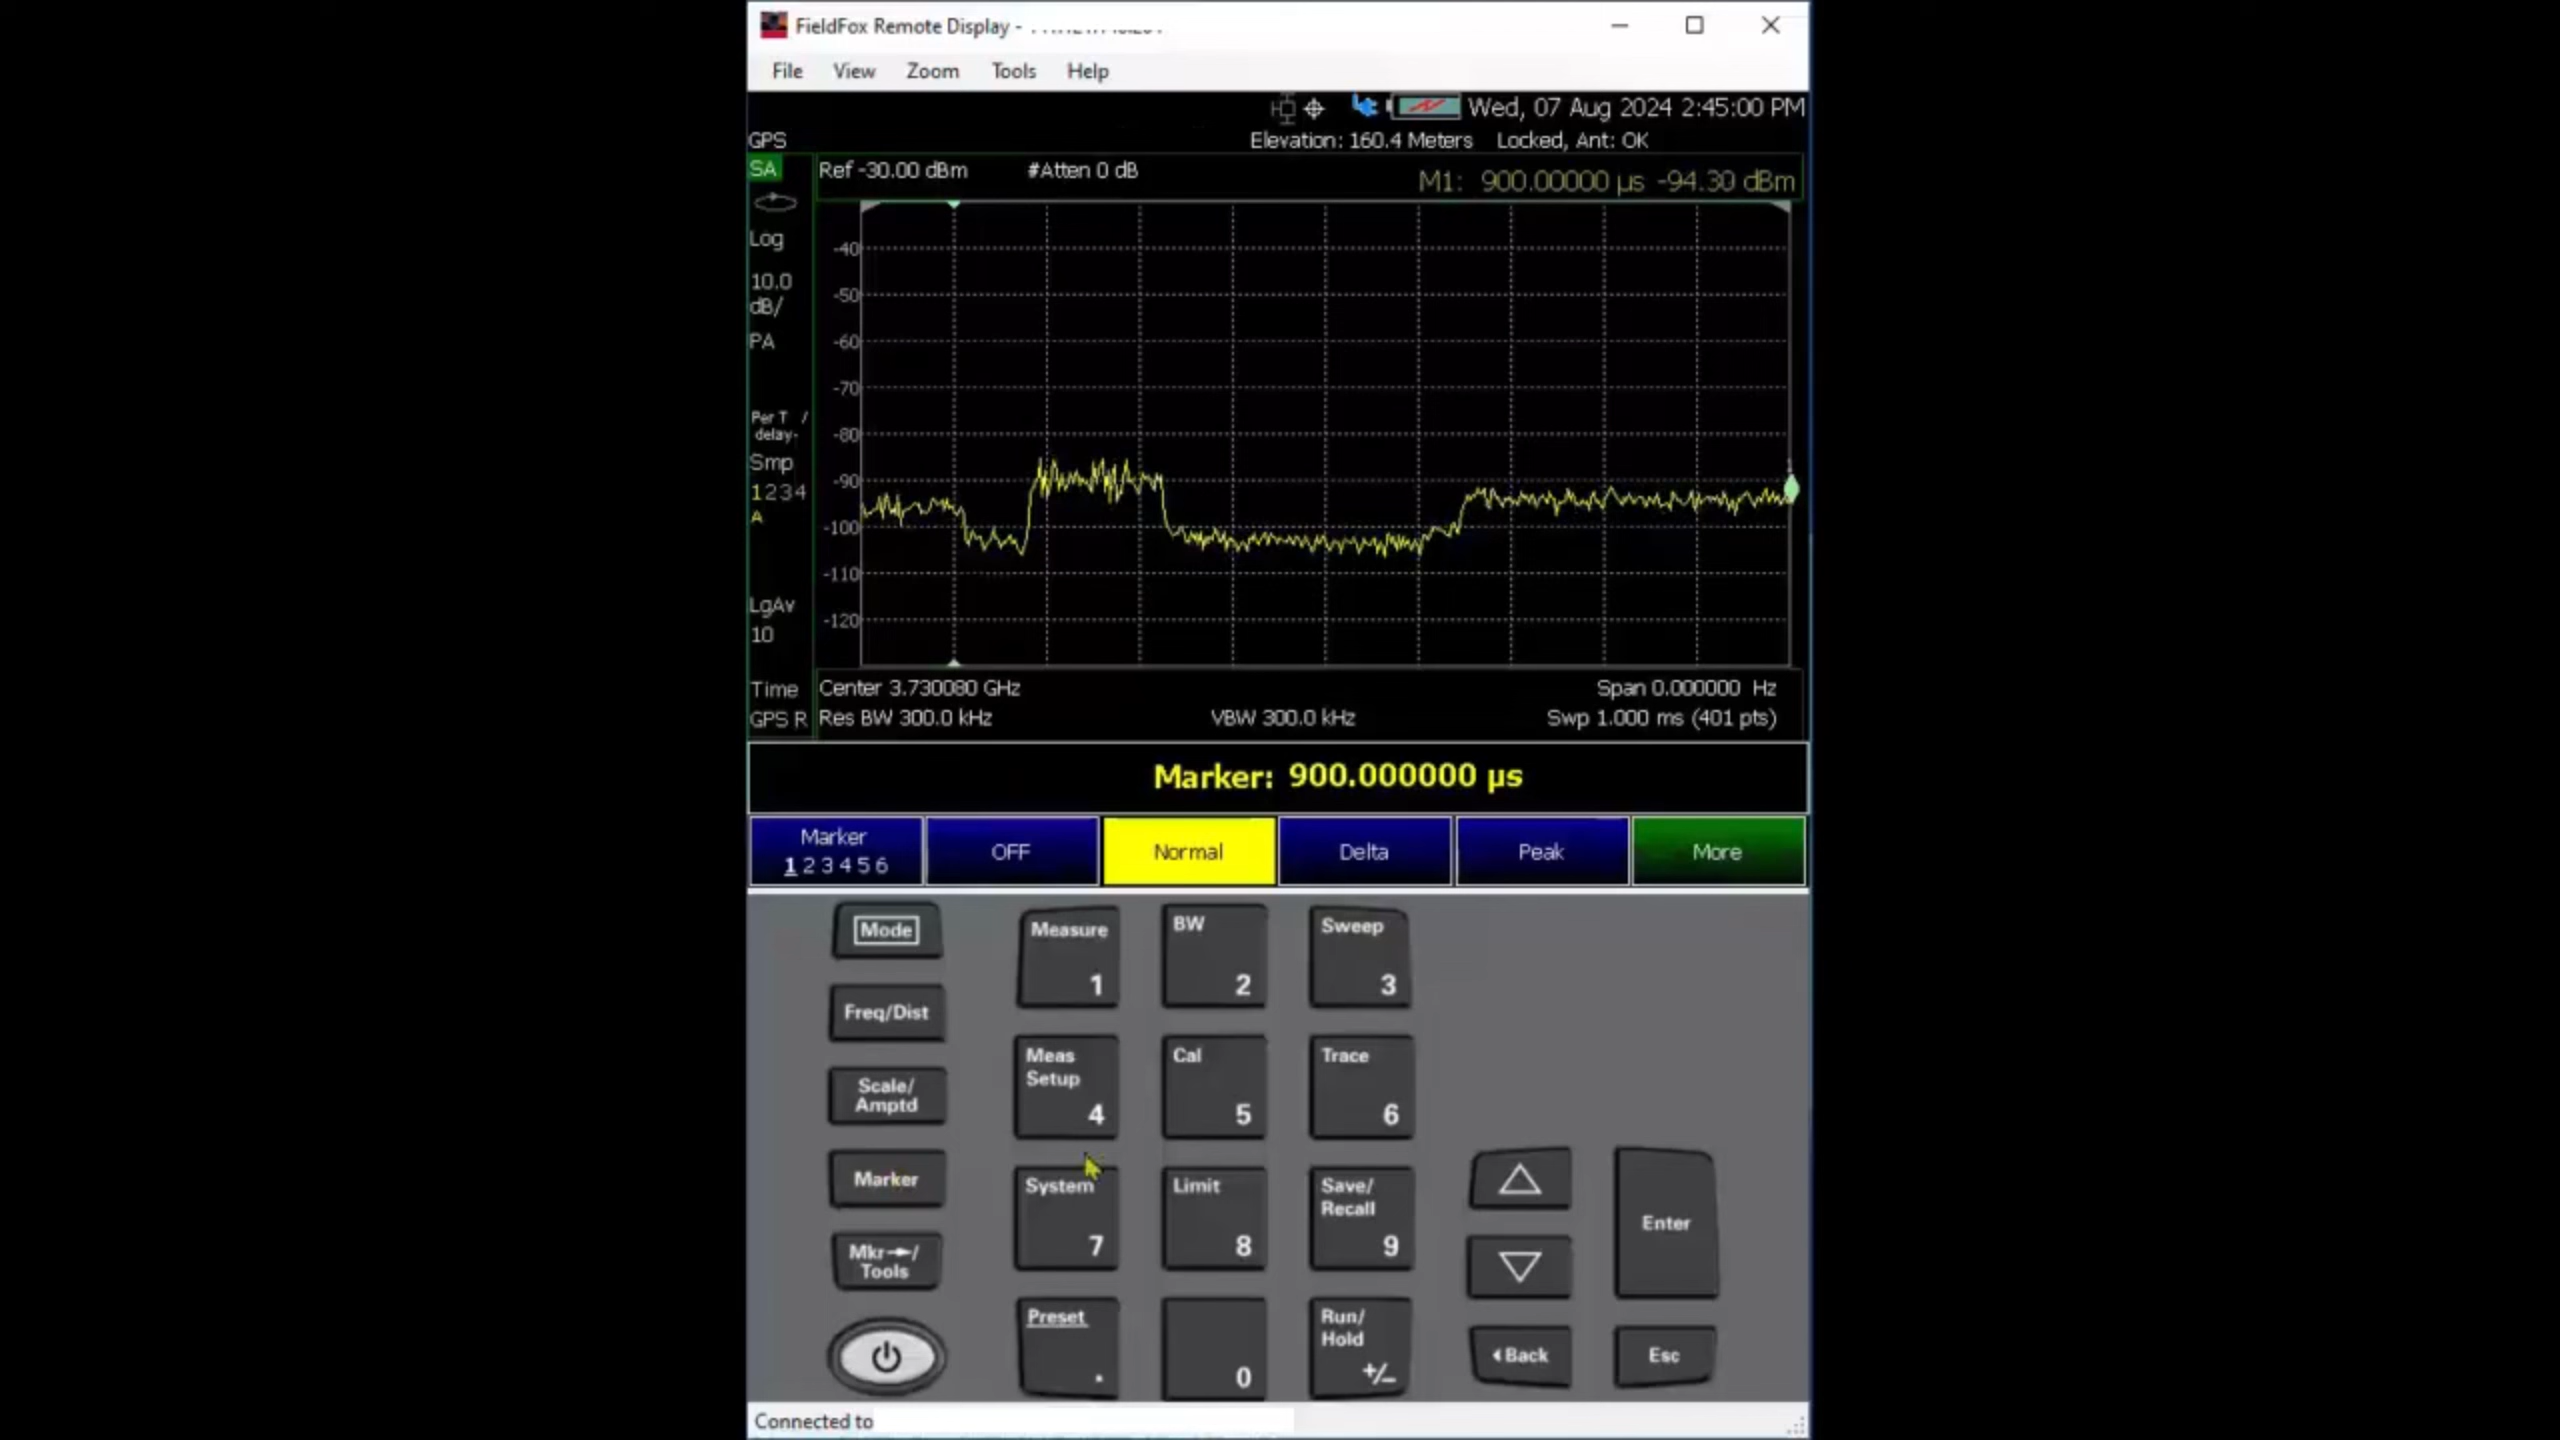 FieldFox Remote Display -
File View Zoom Tools Help
Wed, 07 Aug 2024 2:45:00 PM
GPS Elevation: 160.4 Meters Locked, Ant: OK
SA Ref -30.00 dBm #Atten 0 dB M1: 900.00000 µs -94.30 dBm
Log
10.0
dB/
PA
Per T /
delay-
Smp
1234
A
LgAv
10
-40
-50
-60
-70
-80
-90
-100
-110
-120
Time Center 3.730080 GHz Span 0.000000 Hz
GPS R Res BW 300.0 kHz VBW 300.0 kHz Swp 1.000 ms (401 pts)
Marker: 900.000000 µs
Marker
1 2 3 4 5 6
OFF
Normal
Delta
Peak
More
Mode
Measure
1
BW
2
Sweep
3
Freq/Dist
Scale/
Amptd
Meas
Setup
4
Cal
5
Trace
6
Marker
System
7
Limit
8
Save/
Recall
9
Enter
Mkr→/
Tools
Preset
.
0
Run/
Hold
+/−
Back
Esc
Connected to